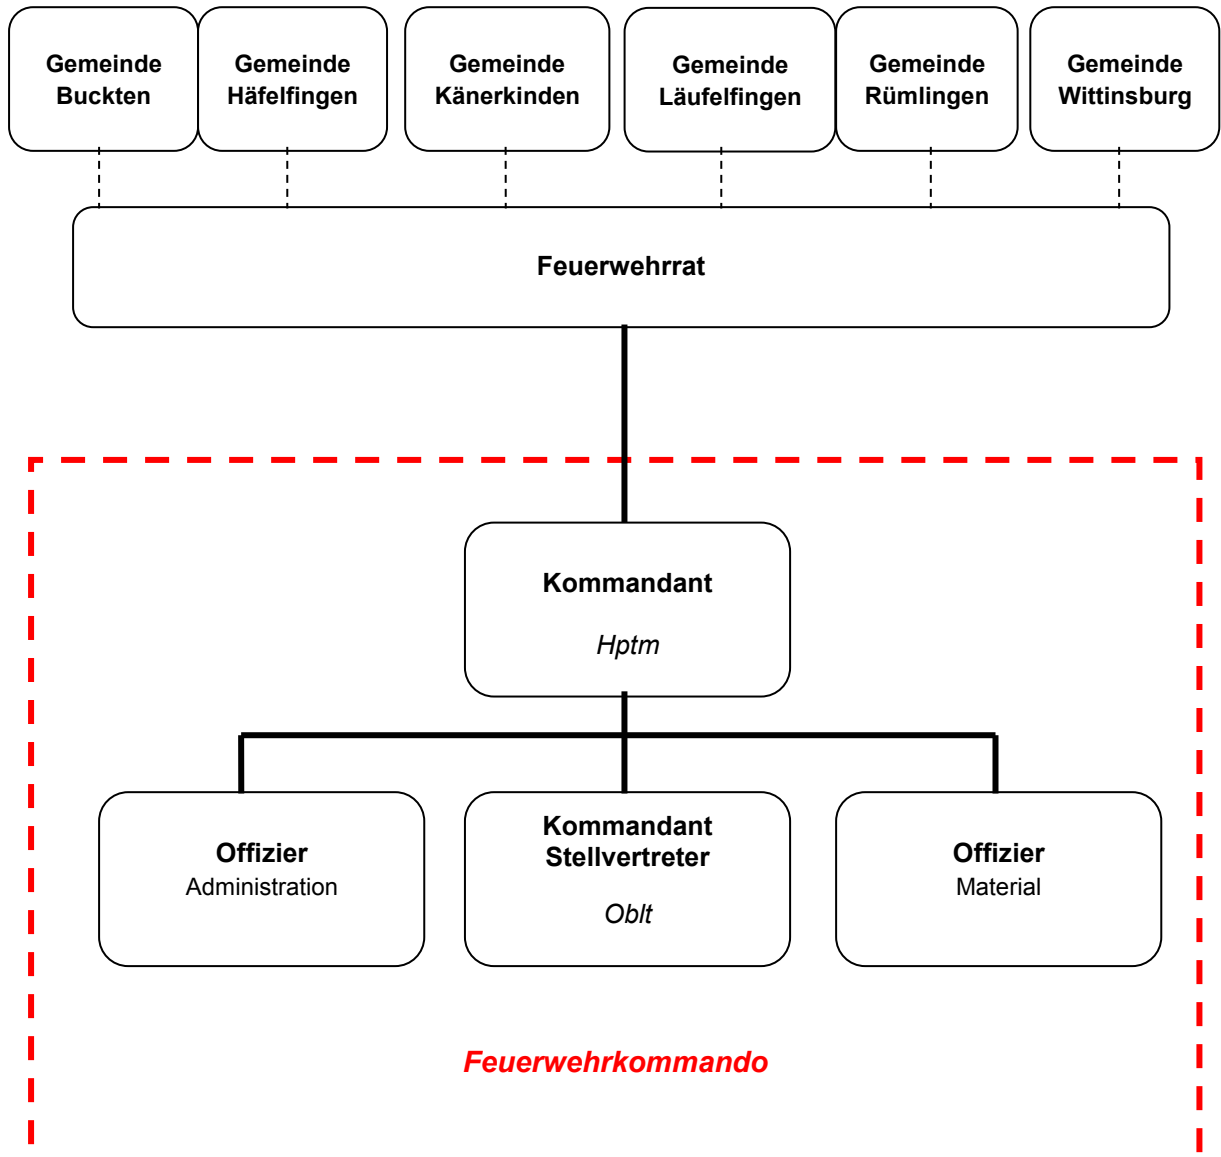 Gemeinde
Buckten
Gemeinde
Häfelfingen
Gemeinde
Känerkinden
Gemeinde
Läufelfingen
Gemeinde
Rümlingen
Gemeinde
Wittinsburg
Feuerwehrrat
Kommandant
Hptm
Offizier
Administration
Kommandant
Stellvertreter
Oblt
Offizier
Material
Feuerwehrkommando